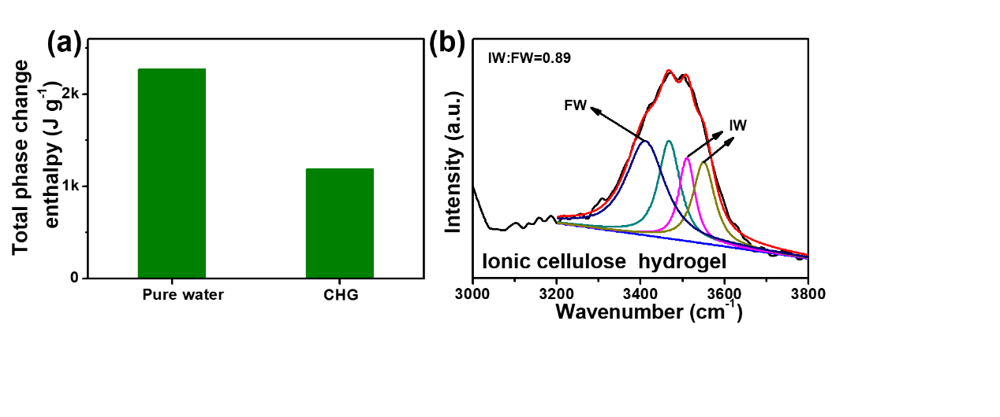 (a)
Total phase change
enthalpy (J g-1)
2k
1k
0
Pure water
CHG
(b)
IW:FW=0.89
FW
IW
Intensity (a.u.)
Ionic cellulose hydrogel
3000 3200 3400 3600 3800
Wavenumber (cm-1)